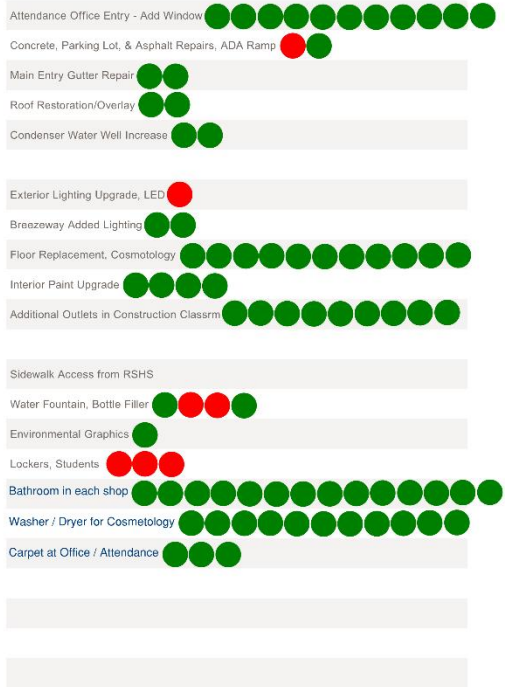 Attendance Office Entry - Add Window
Concrete, Parking Lot, & Asphalt Repairs, ADA Ramp
Main Entry Gutter Repair
Roof Restoration/Overlay
Condenser Water Well Increase
Exterior Lighting Upgrade, LED
Breezeway Added Lighting
Floor Replacement, Cosmotology
Interior Paint Upgrade
Additional Outlets in Construction Classrm
Sidewalk Access from RSHS
Water Fountain, Bottle Filler
Environmental Graphics
Lockers, Students
Bathroom in each shop
Washer / Dryer for Cosmetology
Carpet at Office / Attendance